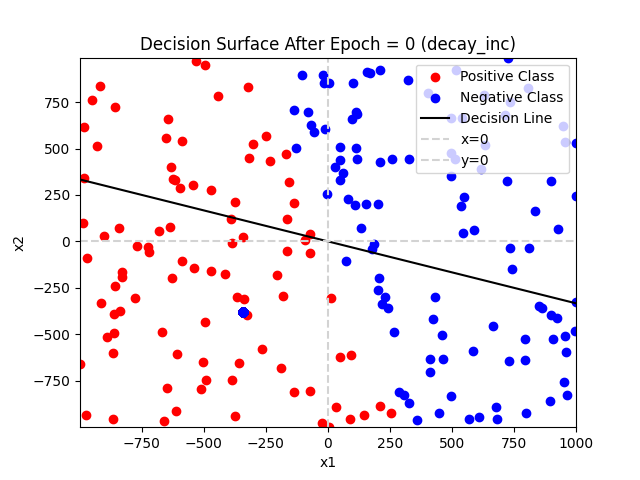 Decision Surface After Epoch = 0 (decay_inc)
Positive Class
Negative Class
Decision Line
x=0
y=0
x2
750
500
250
0
−250
−500
−750
−750
−500
−250
0
250
500
750
1000
x1